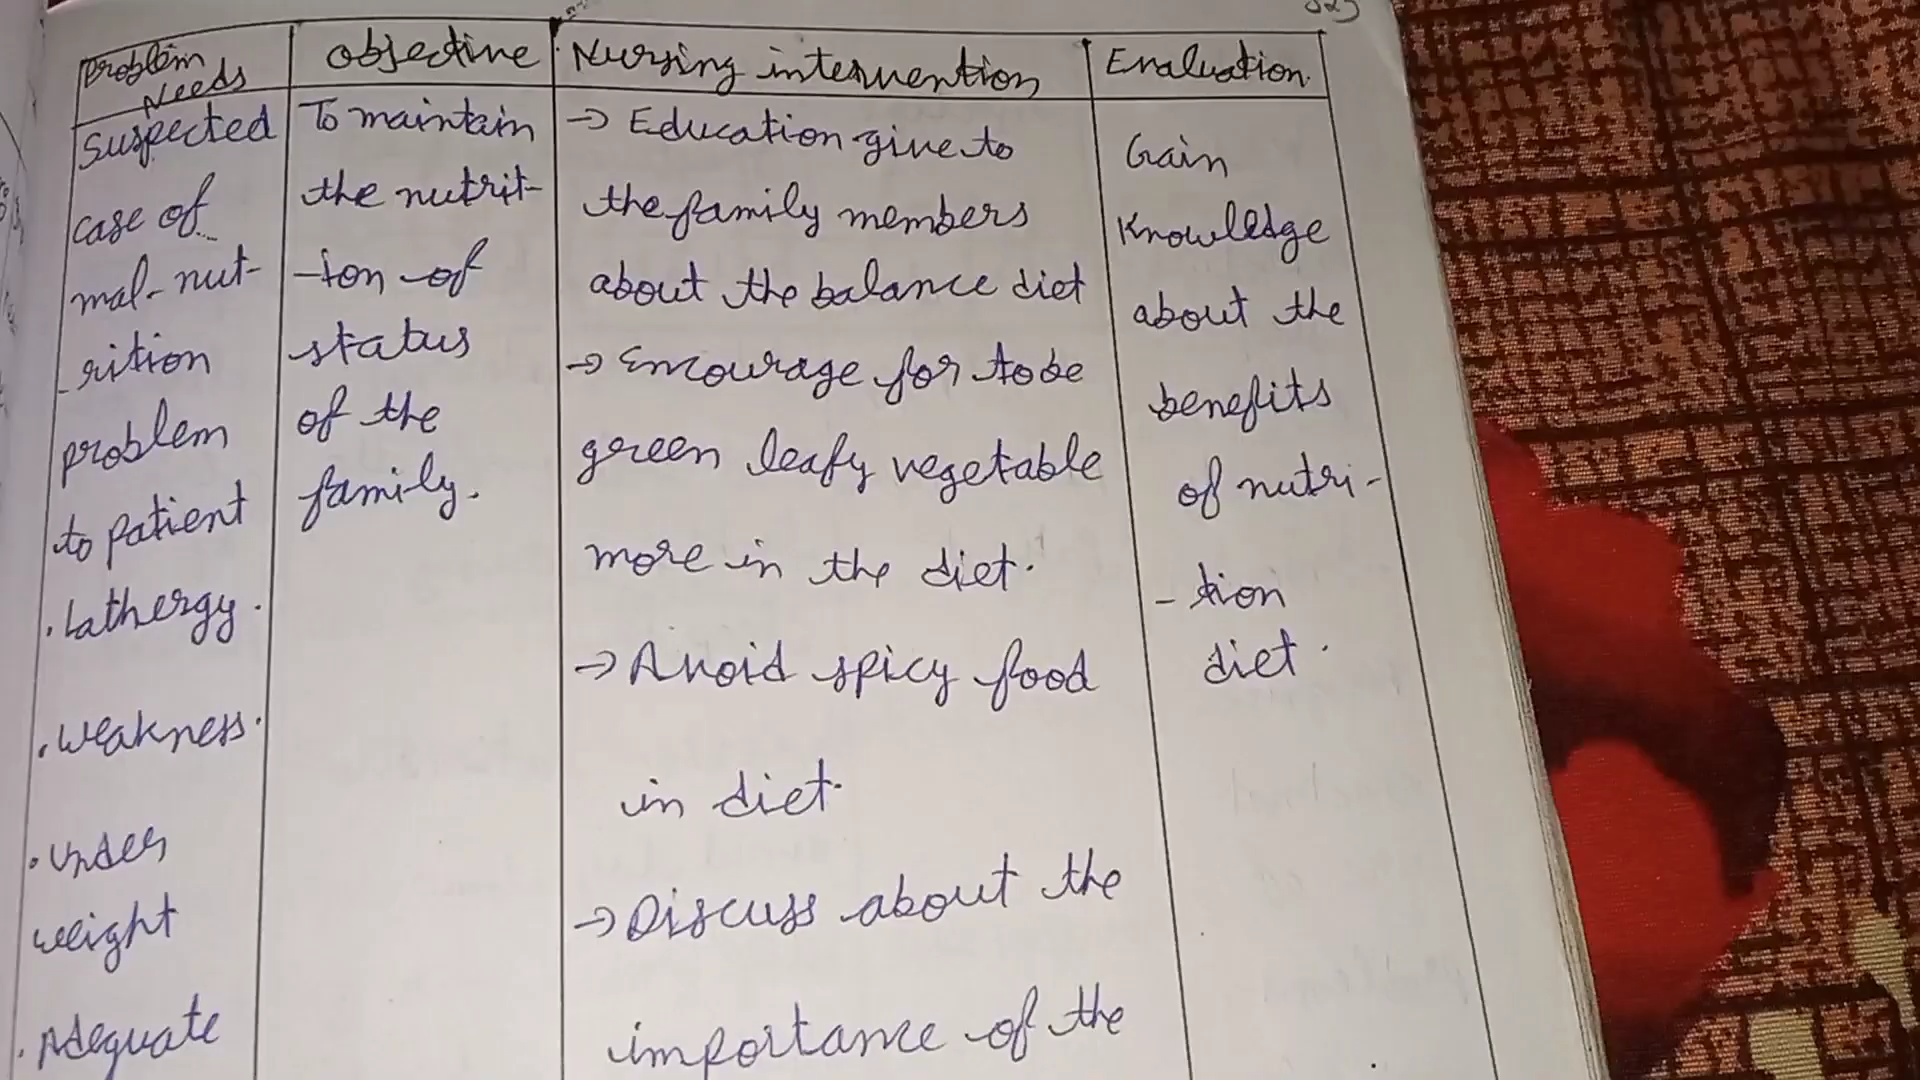 Problem
Needs
objective
Nursing intervention
Evaluation.
Suspected
case of
mal-nut-
-rition
problem
to patient
. Lathergy.
. Weakness.
. Under
weight
. Adequate
To maintain
the nutrit-
-ion of
status
of the
family.
→ Education give to
the family members
about the balance diet
→ Encourage for to be
green leafy vegetable
more in the diet.
→ Avoid spicy food
in diet.
→ Discuss about the
importance of the
Gain
Knowledge
about the
benefits
of nutri-
- tion
diet.